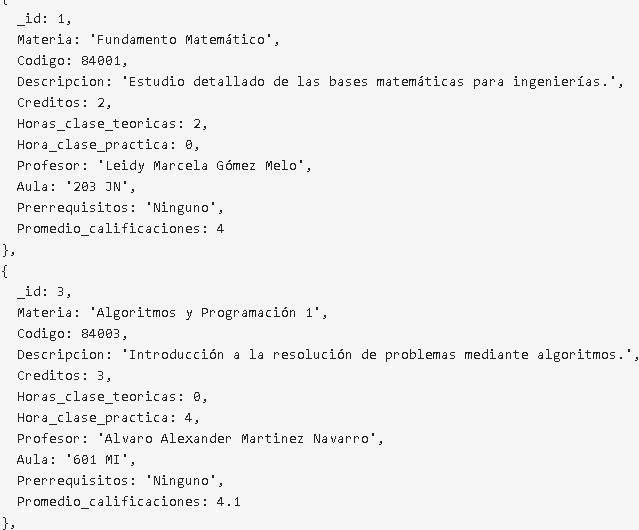 {
_id: 1,
Materia: 'Fundamento Matemático',
Codigo: 84001,
Descripcion: 'Estudio detallado de las bases matemáticas para ingenierías.',
Creditos: 2,
Horas_clase_teoricas: 2,
Hora_clase_practica: 0,
Profesor: 'Leidy Marcela Gómez Melo',
Aula: '203 JN',
Prerrequisitos: 'Ninguno',
Promedio_calificaciones: 4
},
{
_id: 3,
Materia: 'Algoritmos y Programación 1',
Codigo: 84003,
Descripcion: 'Introducción a la resolución de problemas mediante algoritmos.',
Creditos: 3,
Horas_clase_teoricas: 0,
Hora_clase_practica: 4,
Profesor: 'Alvaro Alexander Martinez Navarro',
Aula: '601 MI',
Prerrequisitos: 'Ninguno',
Promedio_calificaciones: 4.1
},